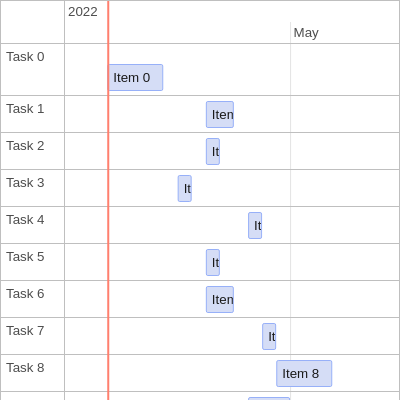 2022
May
Task 0
Item 0
Task 1
Iten
Task 2
It
Task 3
It
Task 4
It
Task 5
It
Task 6
Iten
Task 7
It
Task 8
Item 8